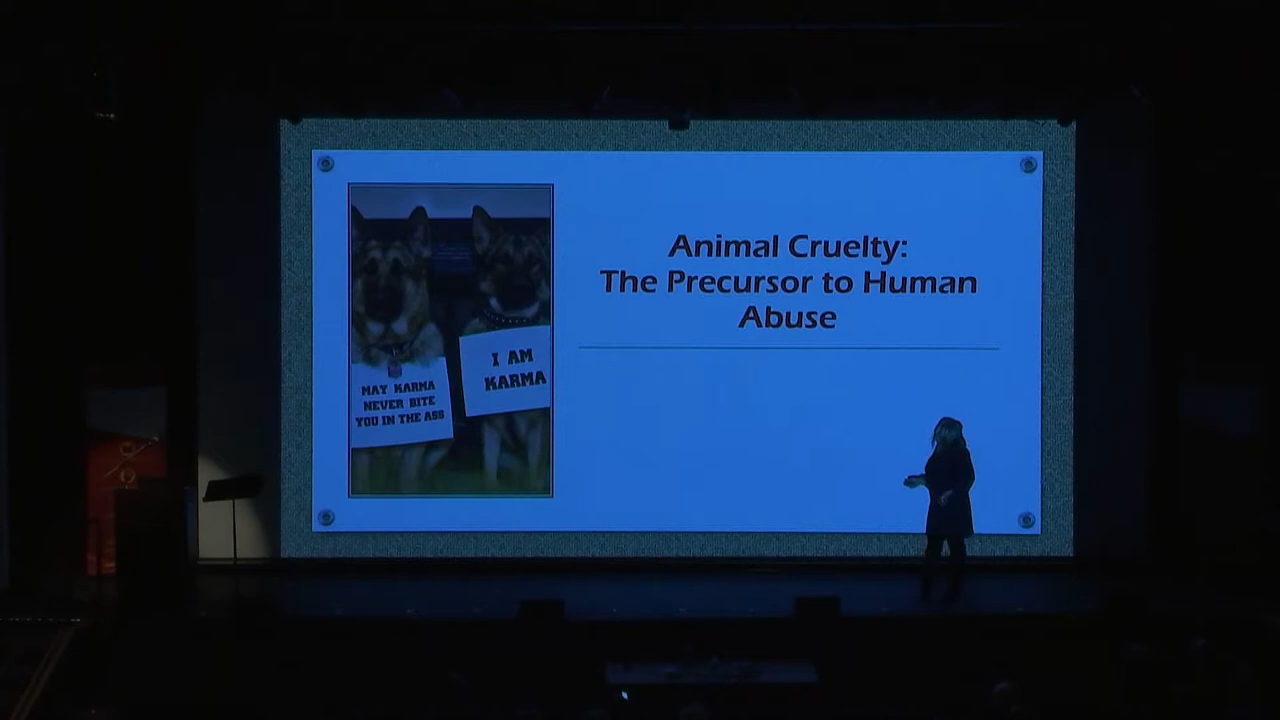 Animal Cruelty:
The Precursor to Human
Abuse
MAY KARMA
NEVER BITE
YOU IN THE ASS
I AM
KARMA